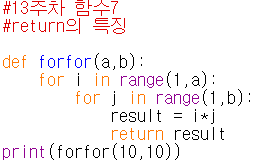 #13주차 함수7
#return의 특징

def forfor(a,b):
    for i in range(1,a):
        for j in range(1,b):
            result = i*j
            return result
print(forfor(10,10))